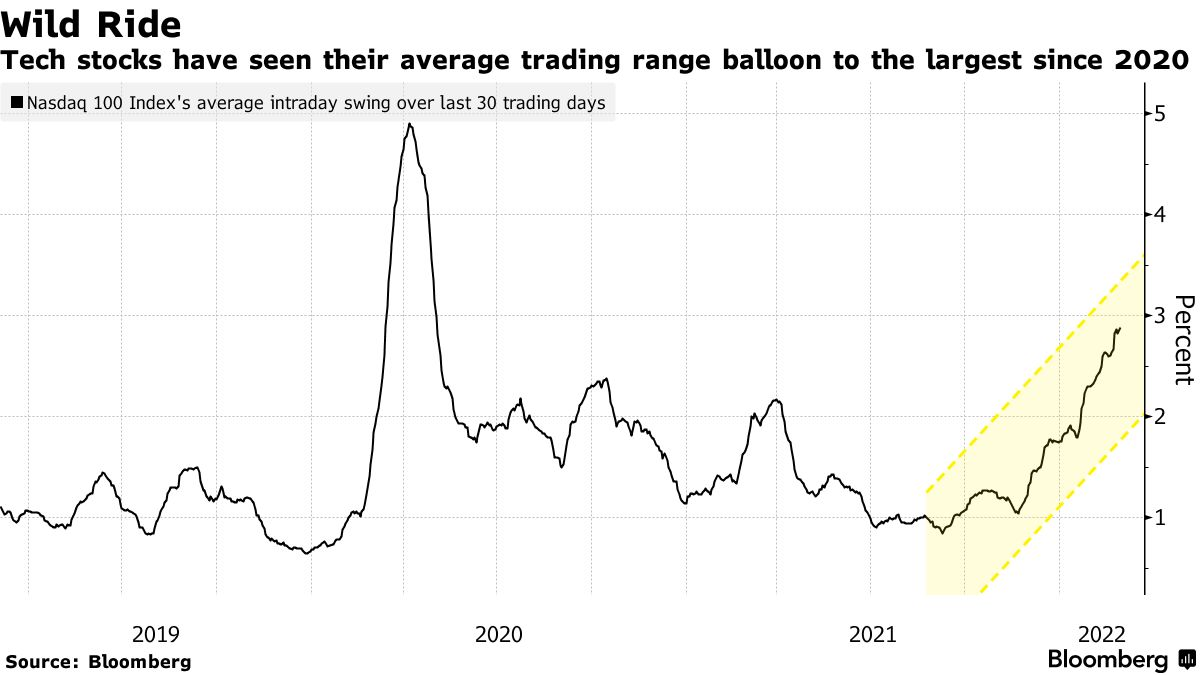 Wild Ride
Tech stocks have seen their average trading range balloon to the largest since 2020
Nasdaq 100 Index's average intraday swing over last 30 trading days
5
4
3
2
1
Percent
2019 2020 2021 2022
Source: Bloomberg
Bloomberg